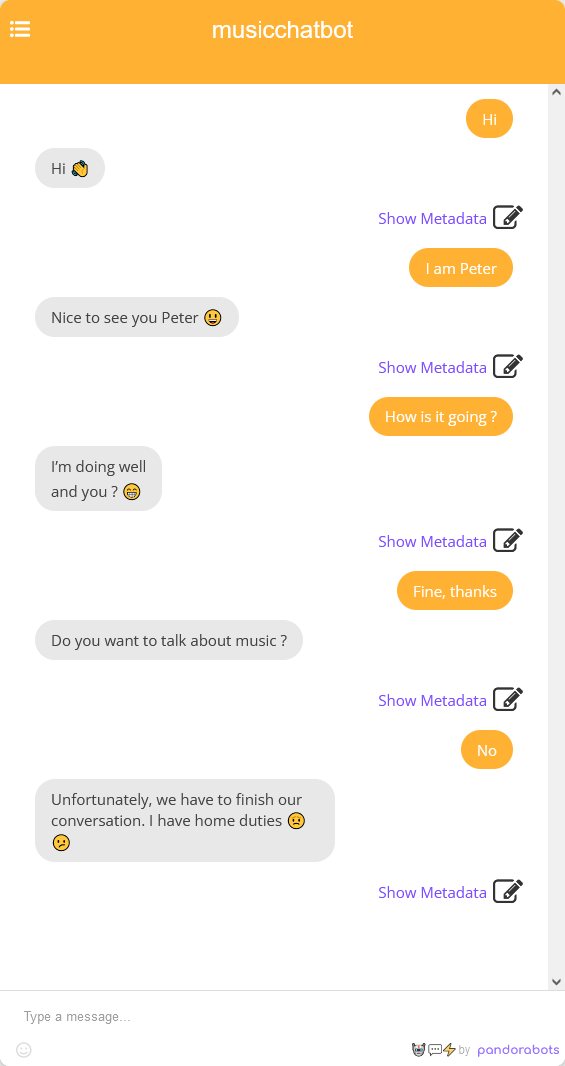 musicchatbot
Hi
Hi 👏
Show Metadata
I am Peter
Nice to see you Peter 😃
Show Metadata
How is it going ?
I’m doing well
and you ? 😁
Show Metadata
Fine, thanks
Do you want to talk about music ?
Show Metadata
No
Unfortunately, we have to finish our
conversation. I have home duties 😟
😕
Show Metadata
Type a message...
by pandorabots